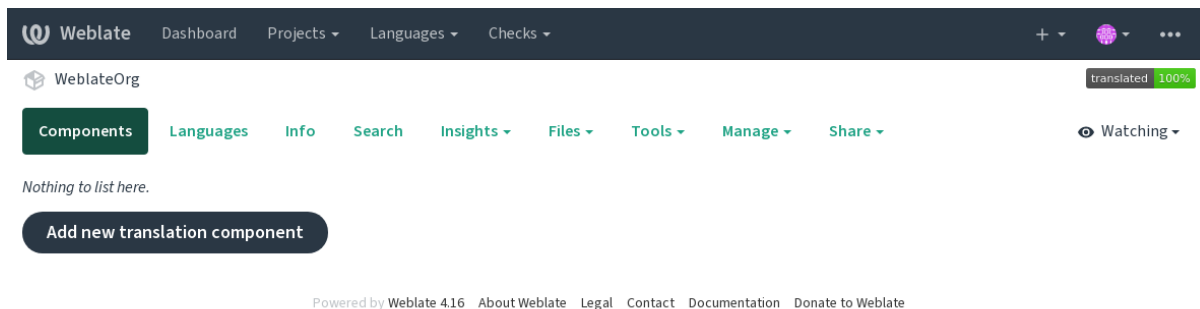 Weblate Dashboard Projects Languages Checks
WeblateOrg translated 100%
Components Languages Info Search Insights Files Tools Manage Share Watching
Nothing to list here.
Add new translation component
Powered by Weblate 4.16 About Weblate Legal Contact Documentation Donate to Weblate